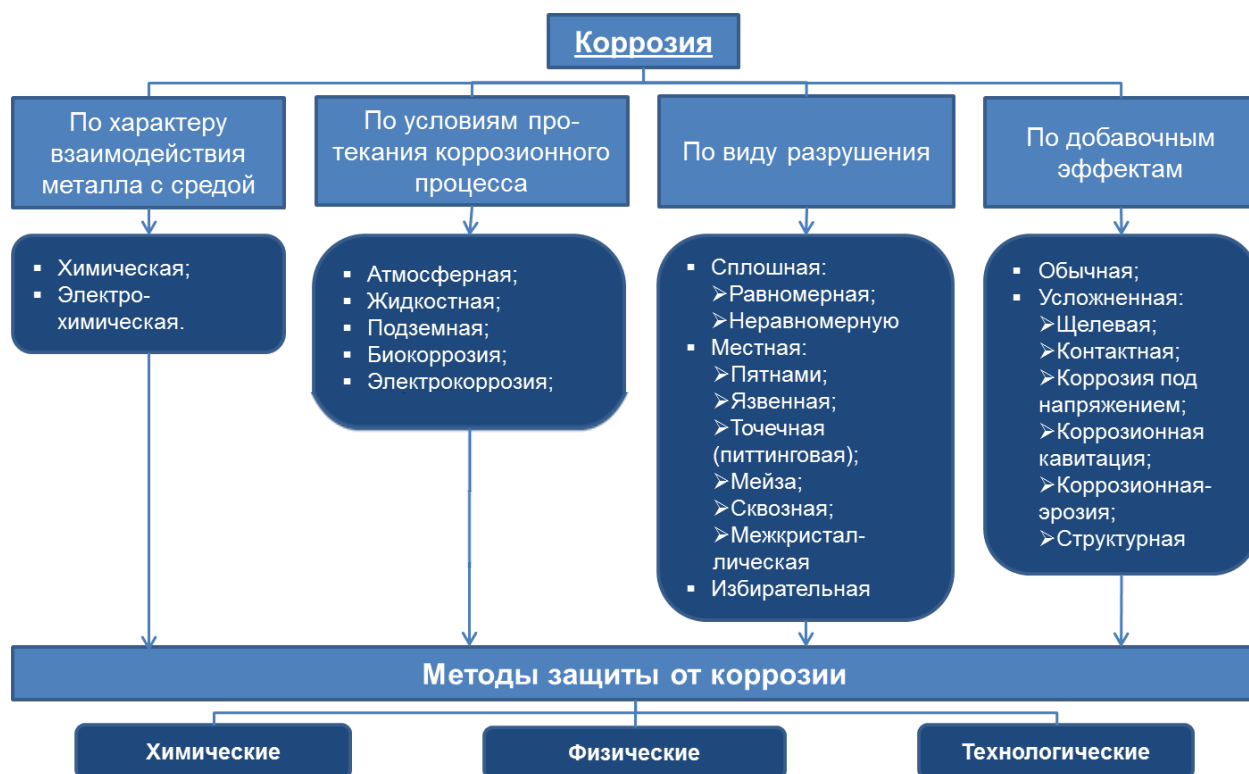 Коррозия
По характеру
взаимодействия
металла с средой
По условиям про-
текания коррозионного
процесса
По виду разрушения
По добавочным
эффектам
▪ Химическая;
▪ Электро-
химическая.
▪ Атмосферная;
▪ Жидкостная;
▪ Подземная;
▪ Биокоррозия;
▪ Электрокоррозия;
▪ Сплошная:
➢Равномерная;
➢Неравномерную
▪ Местная:
➢Пятнами;
➢Язвенная;
➢Точечная
(питтинговая);
➢Мейза;
➢Сквозная;
➢Межкристал-
лическая
▪ Избирательная
▪ Обычная;
▪ Усложненная:
➢Щелевая;
➢Контактная;
➢Коррозия под
напряжением;
➢Коррозионная
кавитация;
➢Коррозионная-
эрозия;
➢Структурная
Методы защиты от коррозии
Химические
Физические
Технологические